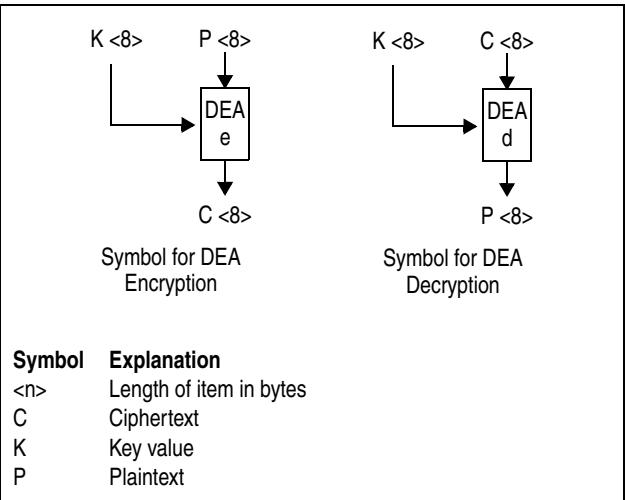 K <8> P <8> K <8> C <8>
DEA DEA
e d
C <8> P <8>
Symbol for DEA Symbol for DEA
Encryption Decryption
Symbol Explanation
<n> Length of item in bytes
C Ciphertext
K Key value
P Plaintext